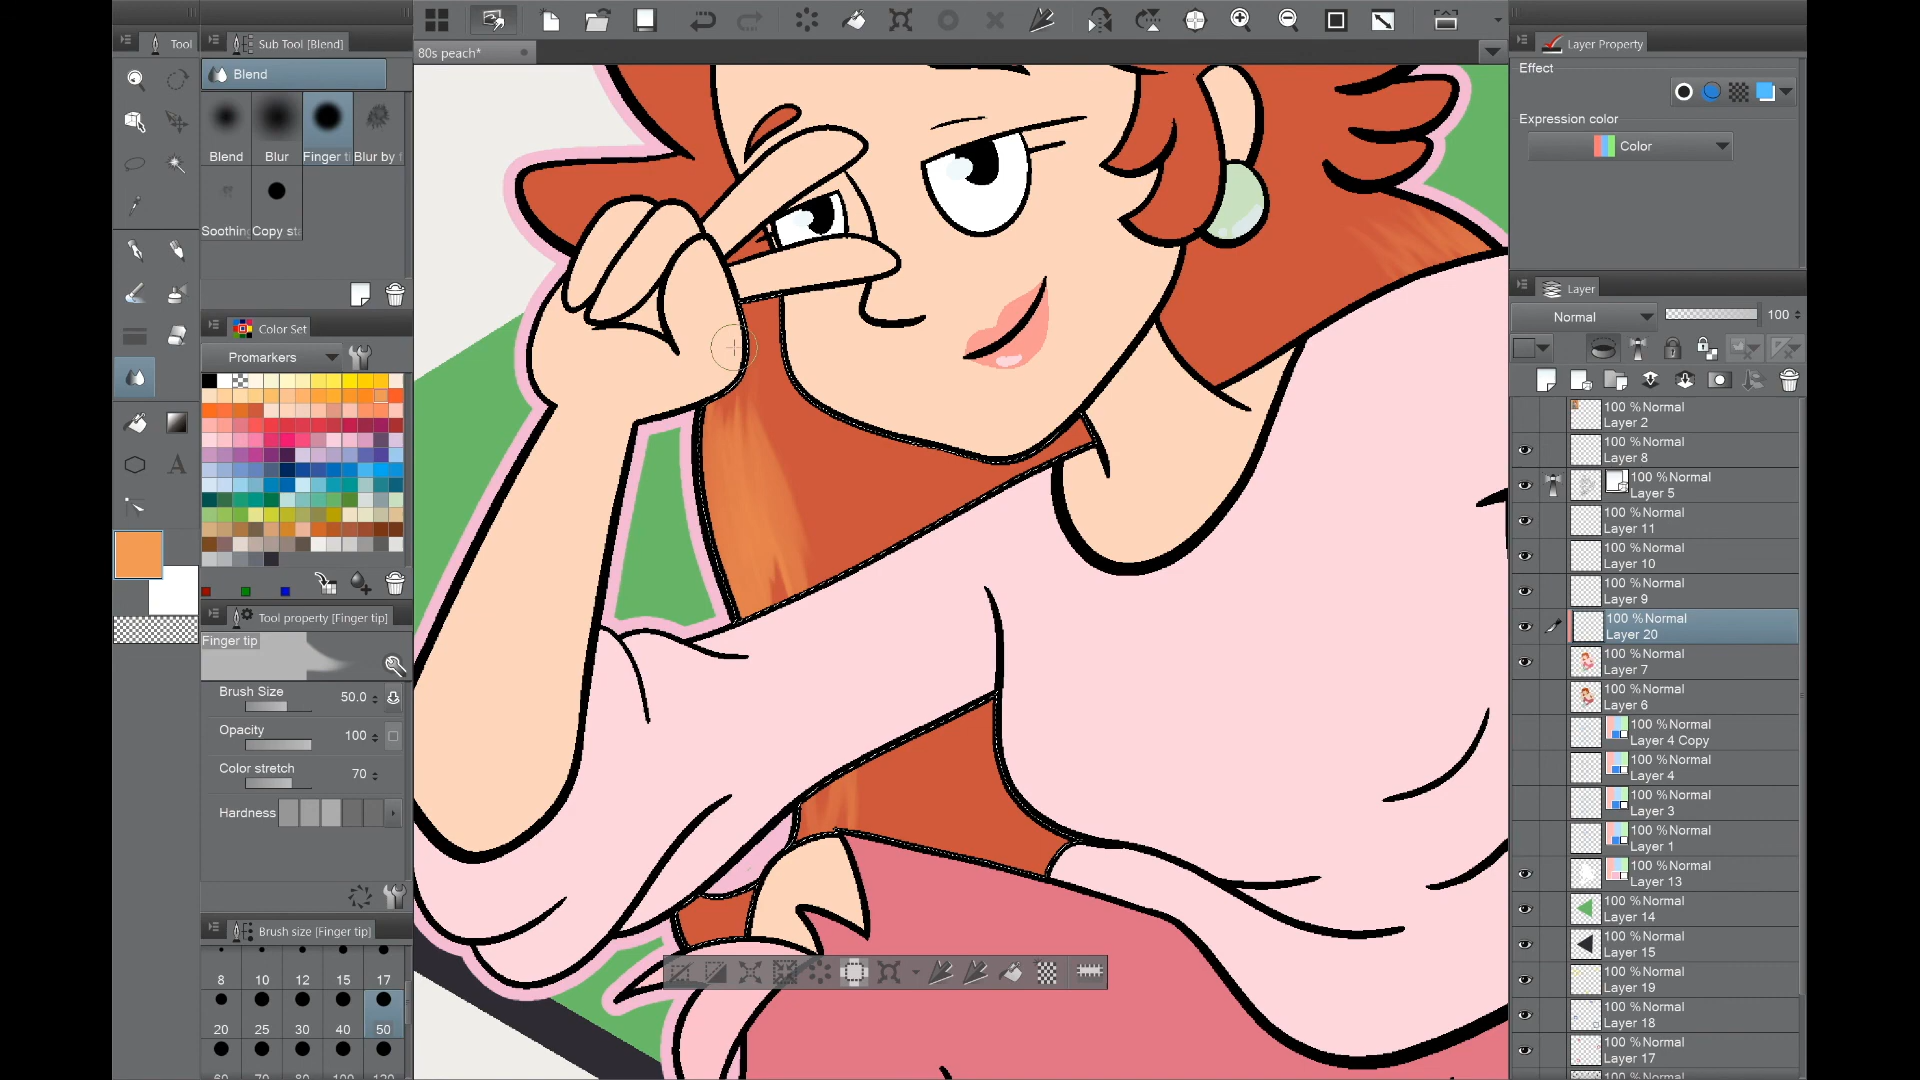 Tool
Sub Tool [Blend]
Blend
Blend
Blur
Finger ti
Blur by f
Soothing
Copy sta
Color Set
Promarkers
Tool property [Finger tip]
Finger tip
Brush Size
50.0
Opacity
100
Color stretch
70
Hardness
Brush size [Finger tip]
8 10 12 15 17
20 25 30 40 50
80s peach*
Layer Property
Effect
Expression color
Color
Layer
Normal
100
100 %Normal
Layer 2
100 %Normal
Layer 8
100 %Normal
Layer 5
100 %Normal
Layer 11
100 %Normal
Layer 10
100 %Normal
Layer 9
100 %Normal
Layer 20
100 %Normal
Layer 7
100 %Normal
Layer 6
100 %Normal
Layer 4 Copy
100 %Normal
Layer 4
100 %Normal
Layer 3
100 %Normal
Layer 1
100 %Normal
Layer 13
100 %Normal
Layer 14
100 %Normal
Layer 15
100 %Normal
Layer 19
100 %Normal
Layer 18
100 %Normal
Layer 17